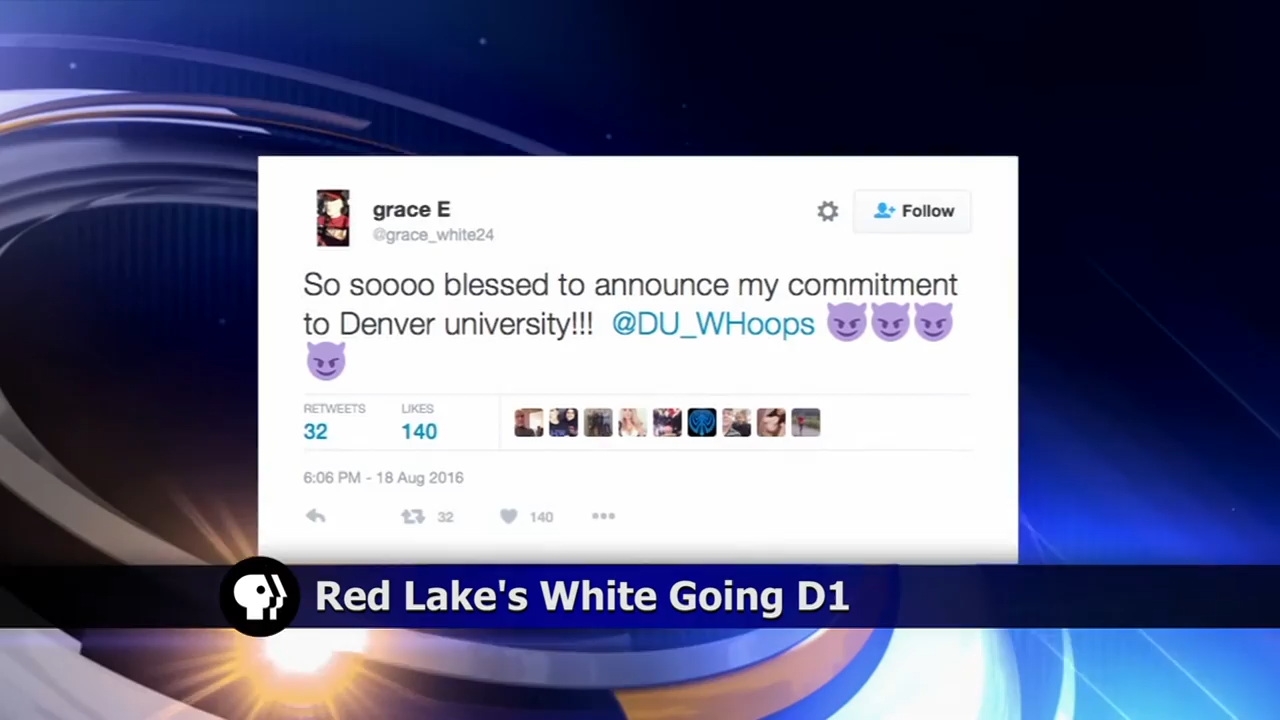 grace E
@grace_white24
Follow
So soooo blessed to announce my commitment
to Denver university!!! @DU_WHoops 😈😈😈
😈
RETWEETS LIKES
32 140
6:06 PM - 18 Aug 2016
32 140
Red Lake's White Going D1